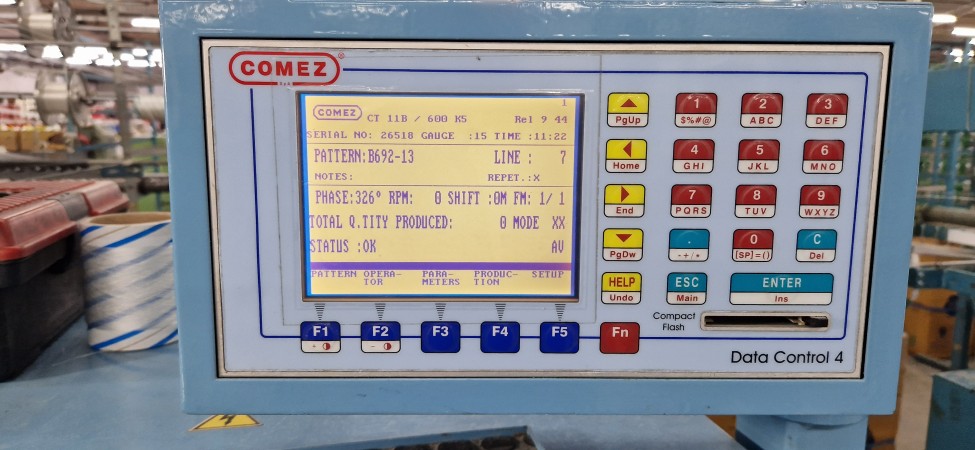 COMEZ®
1
COMEZ CT 11B / 600 KS Rel 9 44
SERIAL NO: 26518 GAUGE :15 TIME :11:22
PATTERN:B692-13 LINE : 7
NOTES: REPET.:X
PHASE:326° RPM: 0 SHIFT :0M FM: 1/ 1
TOTAL Q.TITY PRODUCED: 0 MODE XX
STATUS :OK AV
PATTERN OPERA-TOR PARA-METERS PRODUC-TION SETUP
F1 F2 F3 F4 F5 Fn
+ -
PgUp 1 2 3
$%#@ ABC DEF
Home 4 5 6
GHI JKL MNO
End 7 8 9
PQRS TUV WXYZ
PgDw . 0 C
-+/* [SP]=() Del
HELP ESC ENTER
Undo Main Ins
Compact
Flash
Data Control 4